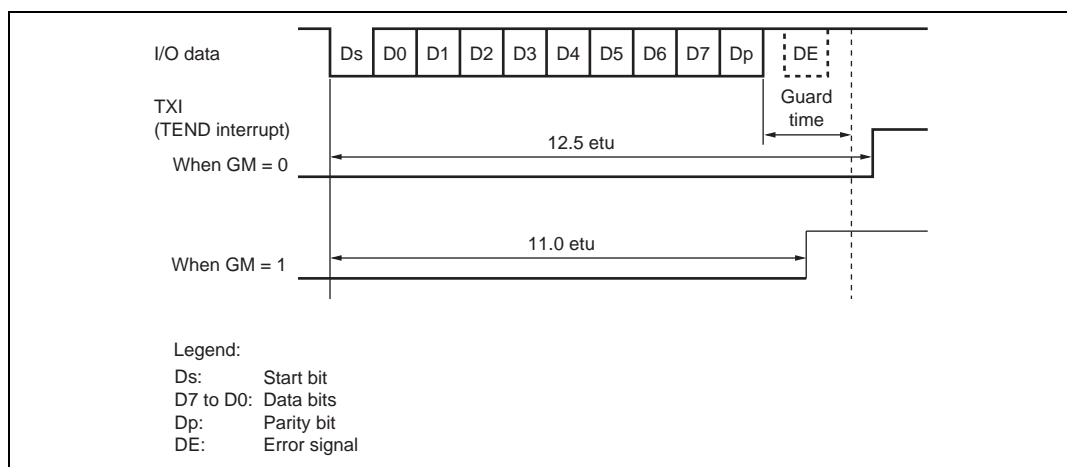 I/O data
Ds D0 D1 D2 D3 D4 D5 D6 D7 Dp DE
Guard
time
TXI
(TEND interrupt)
12.5 etu
When GM = 0
11.0 etu
When GM = 1
Legend:
Ds: Start bit
D7 to D0: Data bits
Dp: Parity bit
DE: Error signal